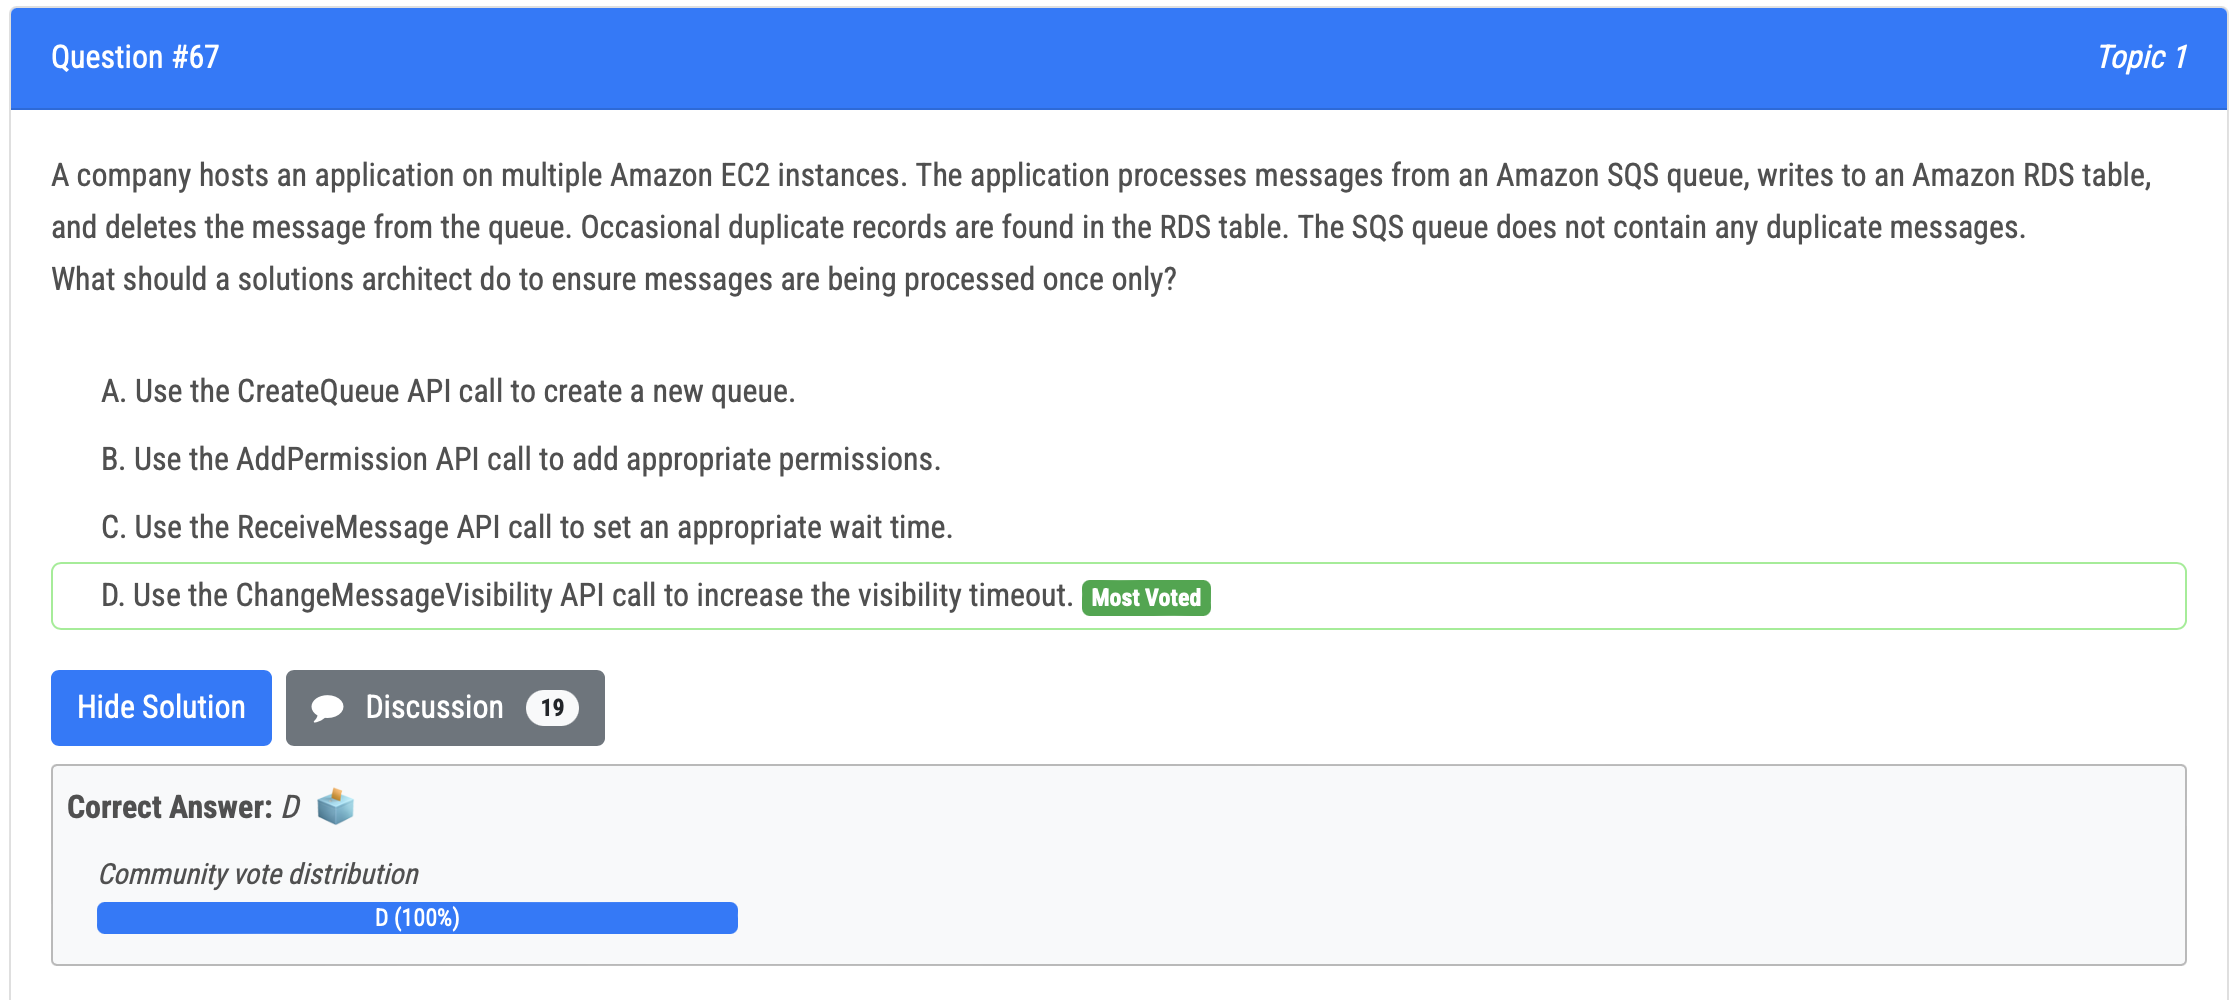 Question #67
Topic 1
A company hosts an application on multiple Amazon EC2 instances. The application processes messages from an Amazon SQS queue, writes to an Amazon RDS table,
and deletes the message from the queue. Occasional duplicate records are found in the RDS table. The SQS queue does not contain any duplicate messages.
What should a solutions architect do to ensure messages are being processed once only?
A. Use the CreateQueue API call to create a new queue.
B. Use the AddPermission API call to add appropriate permissions.
C. Use the ReceiveMessage API call to set an appropriate wait time.
D. Use the ChangeMessageVisibility API call to increase the visibility timeout. Most Voted
Hide Solution
Discussion 19
Correct Answer: D
Community vote distribution
D (100%)